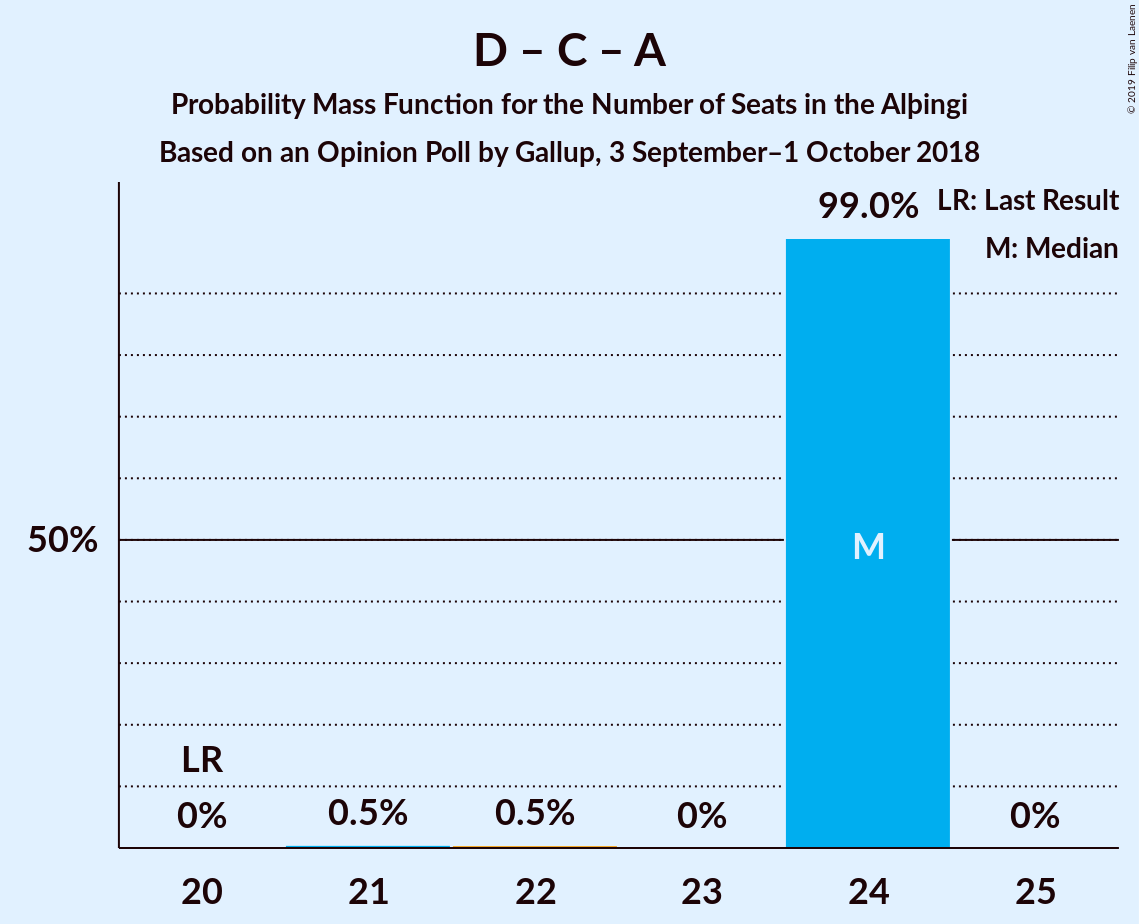 D – C – A
Probability Mass Function for the Number of Seats in the Alþingi
Based on an Opinion Poll by Gallup, 3 September–1 October 2018
© 2019 Filip van Laenen
LR: Last Result
M: Median
99.0%
50%
M
LR
0%
0.5%
0.5%
0%
0%
20
21
22
23
24
25